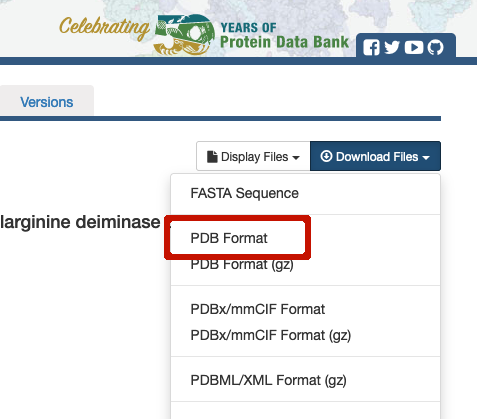 Celebrating
YEARS OF
Protein Data Bank
Versions
Display Files
Download Files
FASTA Sequence
larginine deiminase
PDB Format
PDB Format (gz)
PDBx/mmCIF Format
PDBx/mmCIF Format (gz)
PDBML/XML Format (gz)